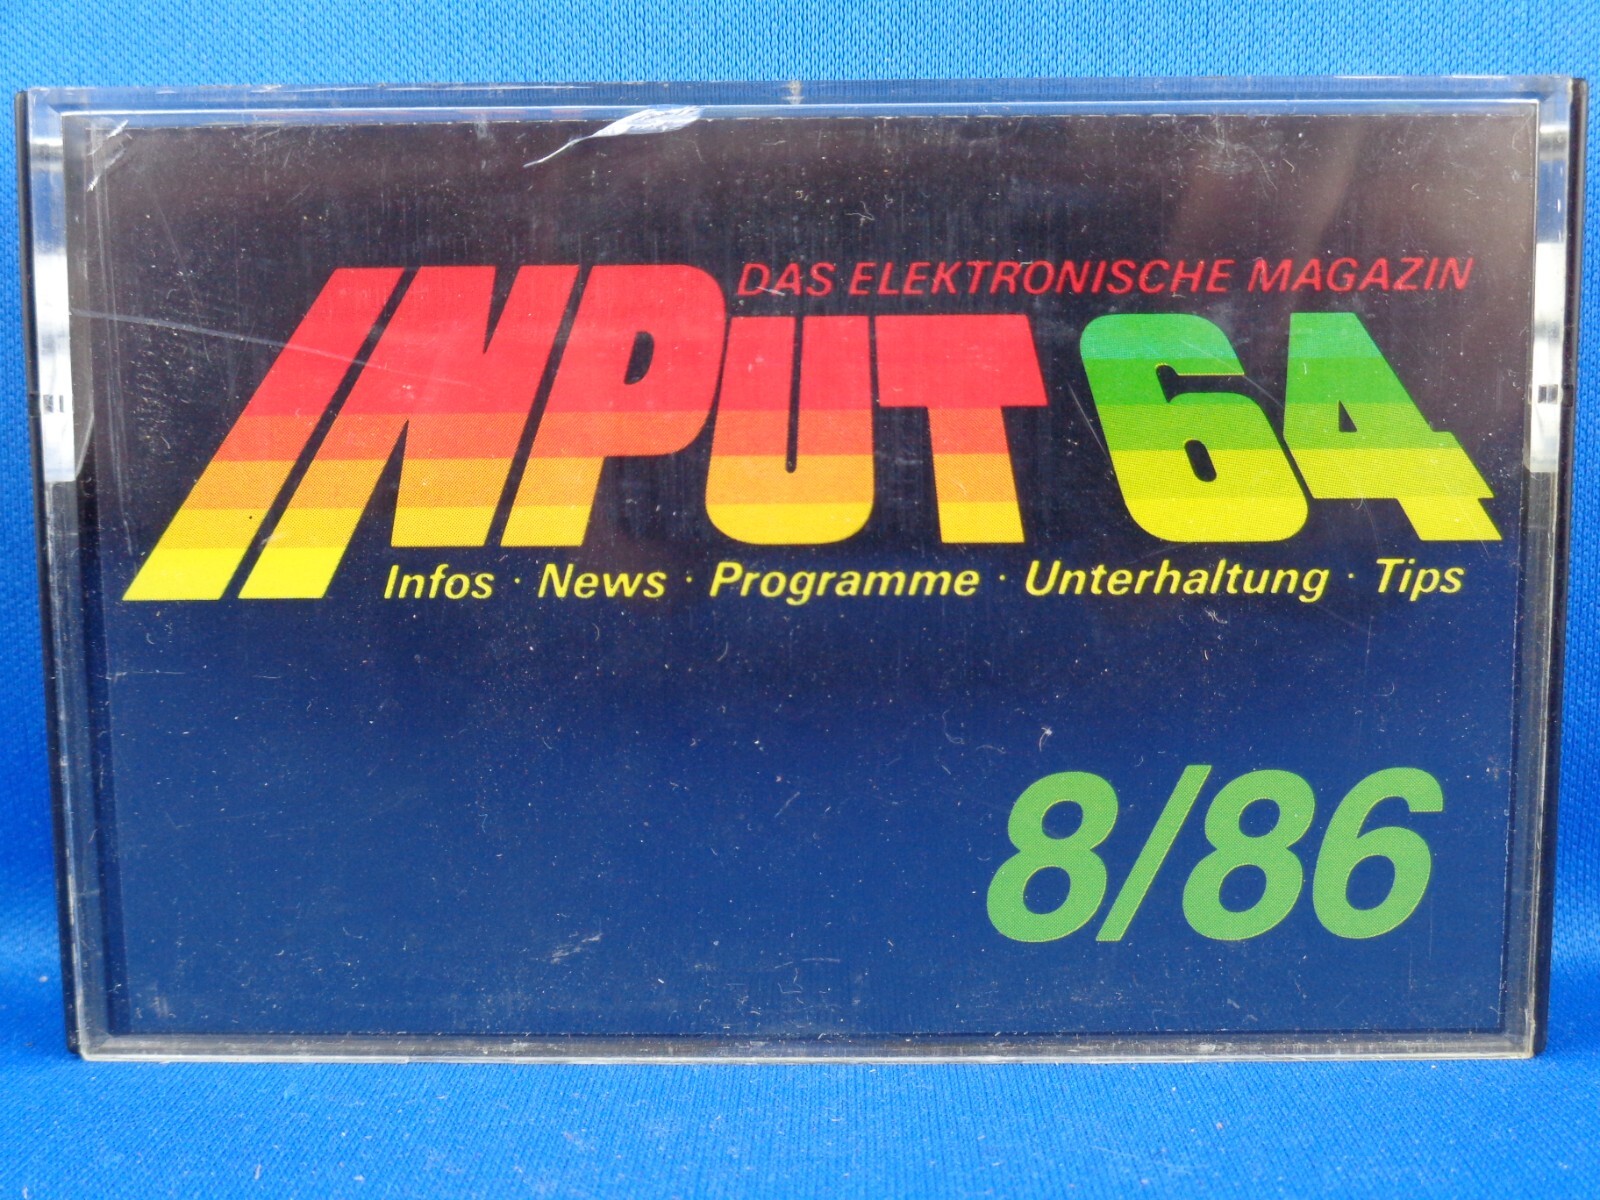 DAS ELEKTRONISCHE MAGAZIN
INPUT 64
Infos · News · Programme · Unterhaltung · Tips
8/86